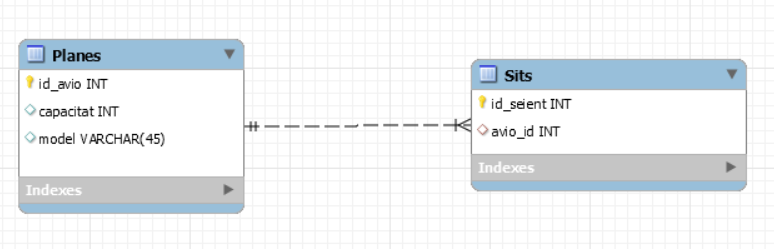 Planes
id_avio INT
capacitat INT
model VARCHAR(45)
Indexes
Sits
id_seient INT
avio_id INT
Indexes